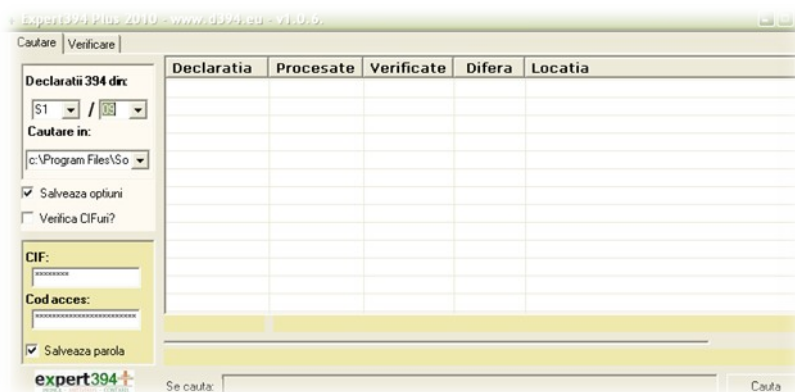 Expert394 Plus 2010 - www.d394.eu - v1.0.6.
Cautare Verificare
Declaratia Procesate Verificate Difera Locatia
Declaratii 394 din:
S1 / 09
Cautare in:
c:\Program Files\So
Salveaza optiuni
Verifica CIFuri?
CIF:
********
Cod acces:
Salveaza parola
expert394+
Se cauta: Cauta